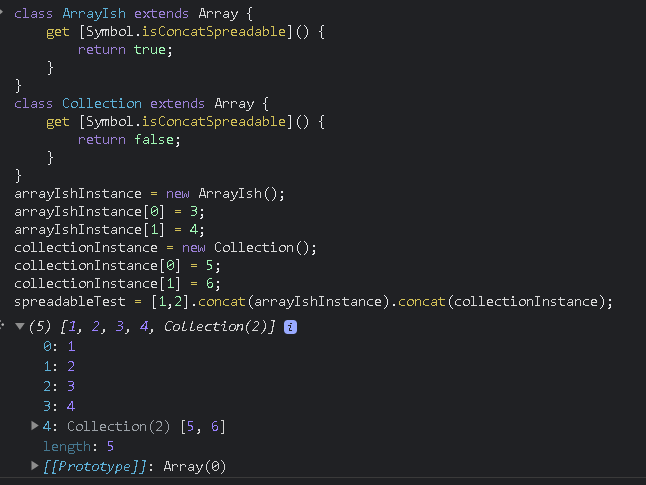 class ArrayIsh extends Array {
    get [Symbol.isConcatSpreadable]() {
        return true;
    }
}
class Collection extends Array {
    get [Symbol.isConcatSpreadable]() {
        return false;
    }
}
arrayIshInstance = new ArrayIsh();
arrayIshInstance[0] = 3;
arrayIshInstance[1] = 4;
collectionInstance = new Collection();
collectionInstance[0] = 5;
collectionInstance[1] = 6;
spreadableTest = [1,2].concat(arrayIshInstance).concat(collectionInstance);
(5) [1, 2, 3, 4, Collection(2)] i
0: 1
1: 2
2: 3
3: 4
4: Collection(2) [5, 6]
length: 5
[[Prototype]]: Array(0)